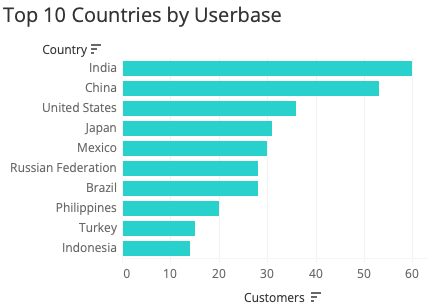 Top 10 Countries by Userbase
Country
India
China
United States
Japan
Mexico
Russian Federation
Brazil
Philippines
Turkey
Indonesia
0 10 20 30 40 50 60
Customers